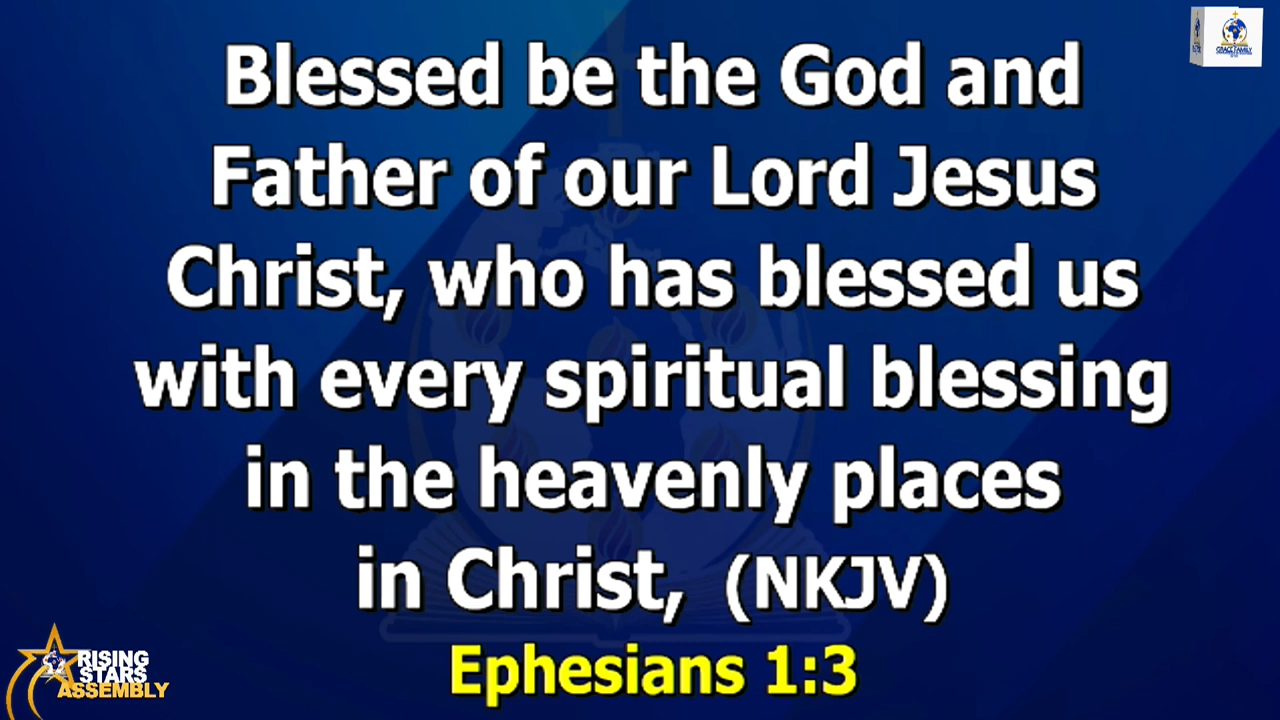 Blessed be the God and
Father of our Lord Jesus
Christ, who has blessed us
with every spiritual blessing
in the heavenly places
in Christ, (NKJV)
Ephesians 1:3
RISING
STARS
ASSEMBLY